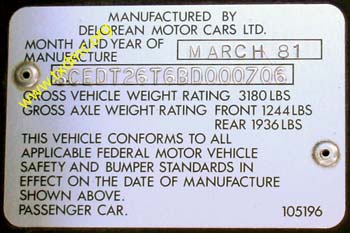 MANUFACTURED BY
DELOREAN MOTOR CARS LTD.
MONTH AND YEAR OF
MANUFACTURE MARCH 81
SCEDT26T6BD000706
GROSS VEHICLE WEIGHT RATING 3180 LBS
GROSS AXLE WEIGHT RATING FRONT 1244 LBS
REAR 1936 LBS
THIS VEHICLE CONFORMS TO ALL
APPLICABLE FEDERAL MOTOR VEHICLE
SAFETY AND BUMPER STANDARDS IN
EFFECT ON THE DATE OF MANUFACTURE
SHOWN ABOVE.
PASSENGER CAR. 105196